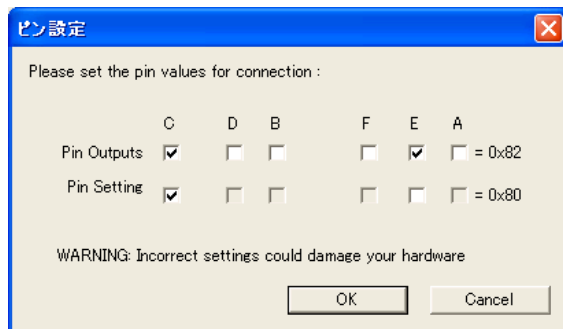 ピン設定
Please set the pin values for connection :
C D B F E A
Pin Outputs = 0x82
Pin Setting = 0x80
WARNING: Incorrect settings could damage your hardware
OK Cancel